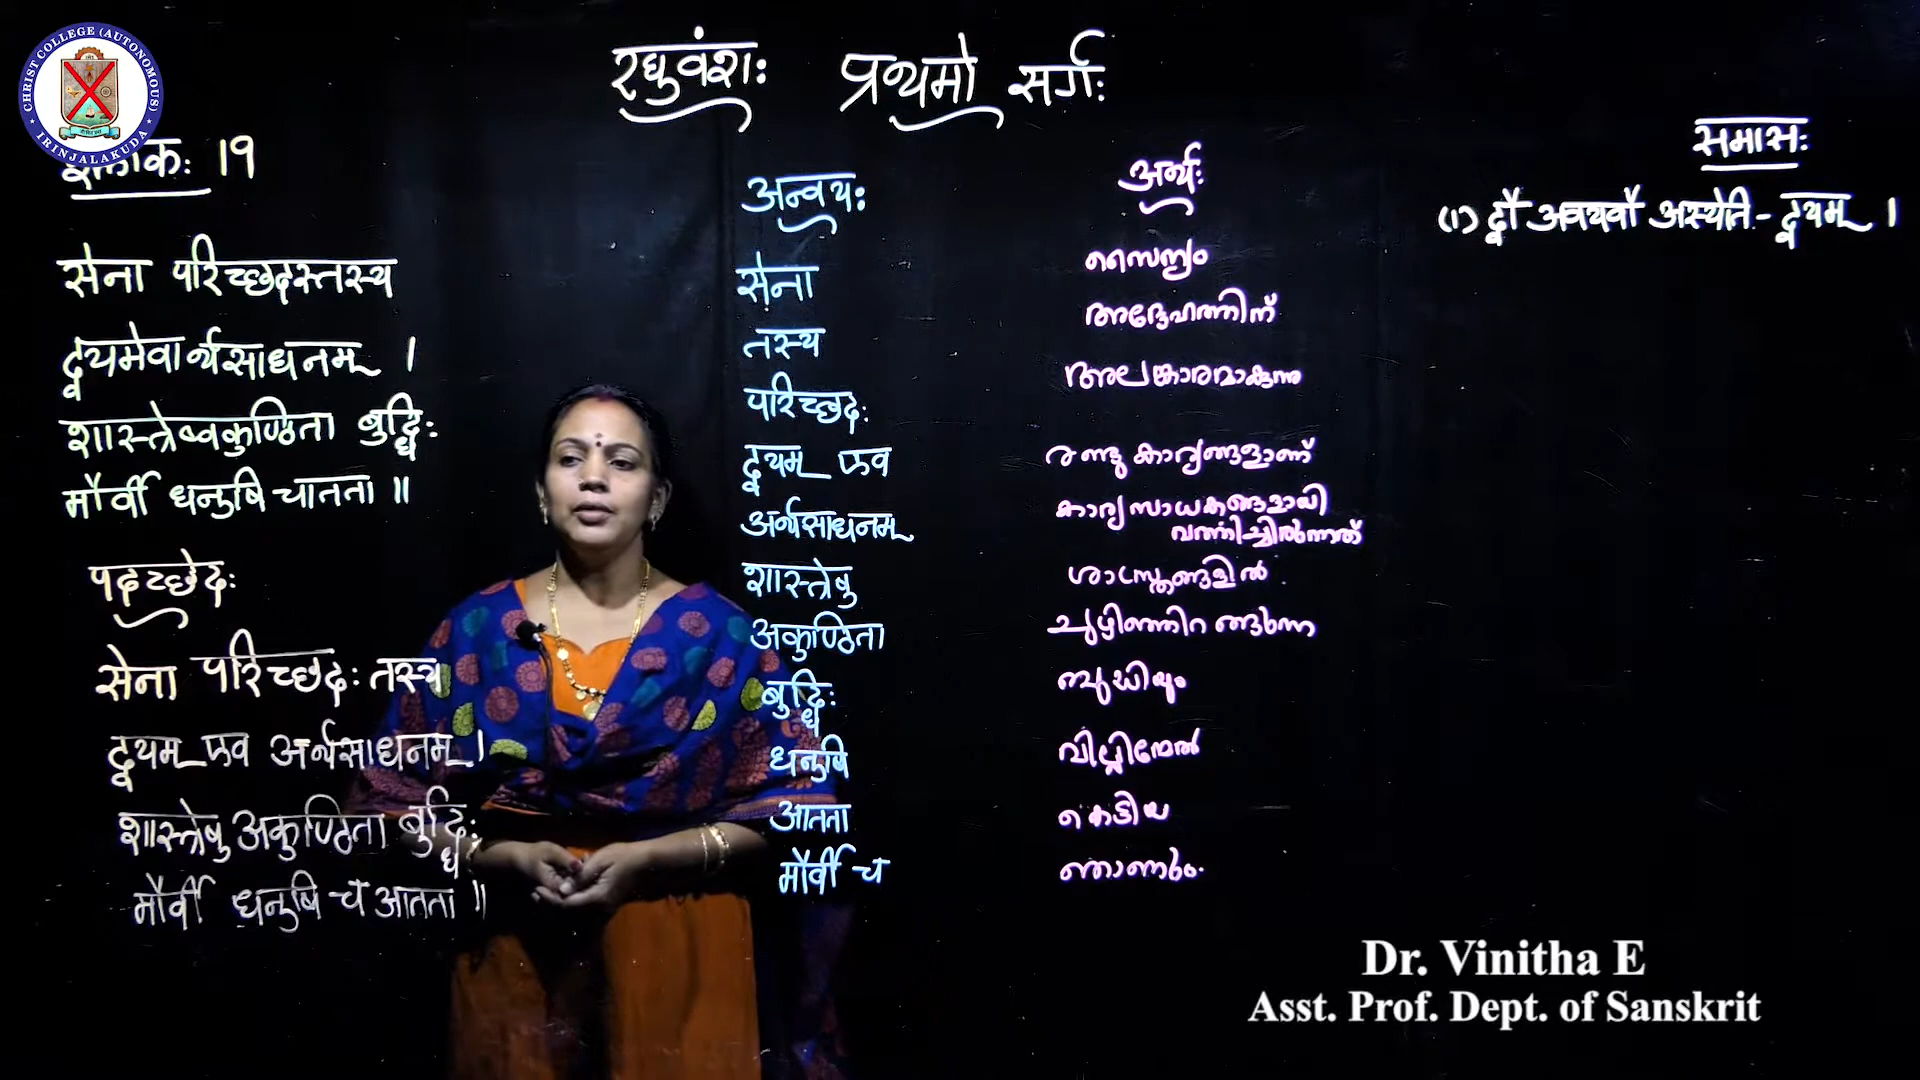 CHRIST COLLEGE (AUTONOMOUS)
IRINJALAKUDA
रघुवंशः प्रथमो सर्गः
श्लोकः 19
सेना परिच्छदस्तस्य
द्वयमेवार्थसाधनम् ।
शास्त्रेष्वकुण्ठिता बुद्धिः
मौर्वी धनुषि चातता ॥
पदच्छेदः
सेना परिच्छदः तस्य
द्वयम् एव अर्थसाधनम् ।
शास्त्रेषु अकुण्ठिता बुद्धिः
मौर्वी धनुषि च आतता ॥
अन्वयः
सेना
तस्य
परिच्छदः
द्वयम् एव
अर्थसाधनम्
शास्त्रेषु
अकुण्ठिता
बुद्धिः
धनुषि
आतता
मौर्वी च
अर्थः
സൈന്യം
അദ്ദേഹത്തിന്
അലങ്കാരമാകുന്നു
രണ്ടു കാര്യങ്ങളാണ്
കാര്യസാധകങ്ങളായി
വർത്തിച്ചിരുന്നത്
ശാസ്ത്രങ്ങളിൽ
ചുഴിഞ്ഞിറങ്ങുന്ന
ബുദ്ധിയും
വില്ലിന്മേൽ
കെട്ടിയ
ഞാണും
समासः
(1) द्वौ अवयवौ अस्येति - द्वयम् ।
Dr. Vinitha E
Asst. Prof. Dept. of Sanskrit